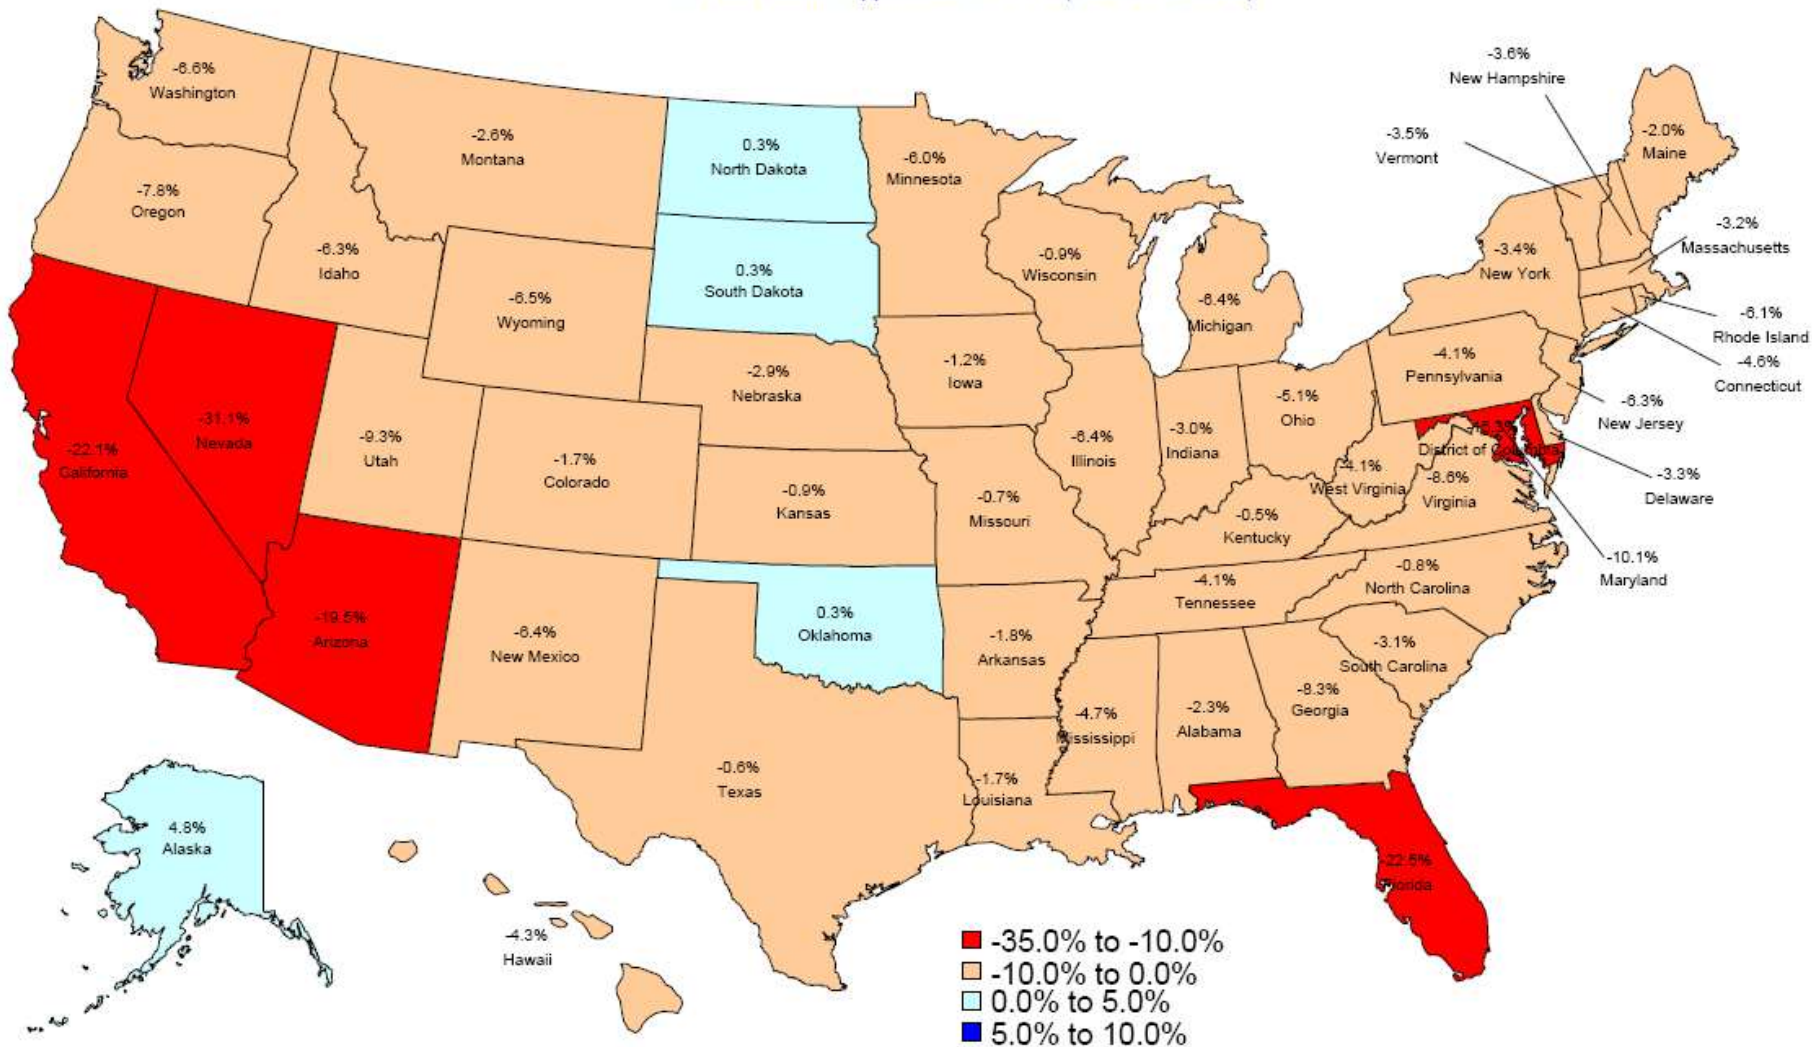 -6.6%
Washington
-7.8%
Oregon
-6.3%
Idaho
-2.6%
Montana
-6.5%
Wyoming
0.3%
North Dakota
0.3%
South Dakota
-6.0%
Minnesota
-0.9%
Wisconsin
-6.4%
Michigan
-3.6%
New Hampshire
-3.5%
Vermont
-2.0%
Maine
-3.4%
New York
-3.2%
Massachusetts
-6.1%
Rhode Island
-4.6%
Connecticut
-4.1%
Pennsylvania
-6.3%
New Jersey
-3.3%
Delaware
-10.1%
Maryland
District of Columbia
-22.1%
California
-31.1%
Nevada
-9.3%
Utah
-1.7%
Colorado
-2.9%
Nebraska
-0.9%
Kansas
-1.2%
Iowa
-0.7%
Missouri
-6.4%
Illinois
-3.0%
Indiana
-5.1%
Ohio
-4.1%
West Virginia
-8.6%
Virginia
-0.5%
Kentucky
-4.1%
Tennessee
-0.8%
North Carolina
-3.1%
South Carolina
-19.5%
Arizona
-6.4%
New Mexico
0.3%
Oklahoma
-1.8%
Arkansas
-4.7%
Mississippi
-2.3%
Alabama
-8.3%
Georgia
-0.6%
Texas
-1.7%
Louisiana
-22.5%
Florida
4.8%
Alaska
-4.3%
Hawaii
-35.0% to -10.0%
-10.0% to 0.0%
0.0% to 5.0%
5.0% to 10.0%